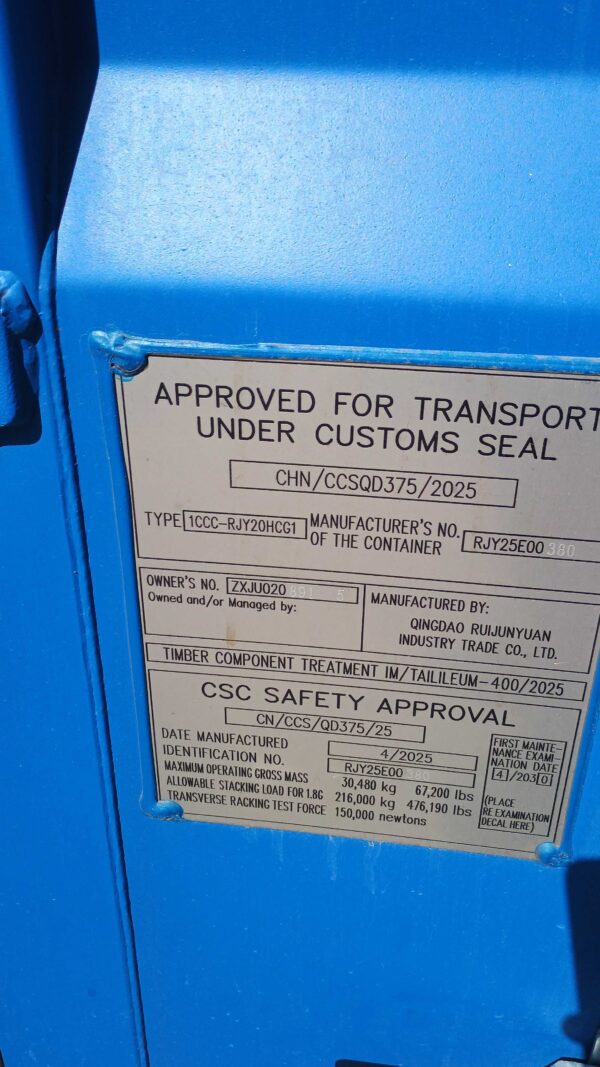 APPROVED FOR TRANSPORT
UNDER CUSTOMS SEAL
CHN/CCSQD375/2025
TYPE 1CCC-RJY20HCG1
MANUFACTURER'S NO.
OF THE CONTAINER
RJY25E00380
OWNER'S NO. ZXJU020891 5
Owned and/or Managed by:
MANUFACTURED BY:
QINGDAO RUIJUNYUAN
INDUSTRY TRADE CO., LTD.
TIMBER COMPONENT TREATMENT IM/TAILILEUM-400/2025
CSC SAFETY APPROVAL
CN/CCS/QD375/25
DATE MANUFACTURED 4/2025
IDENTIFICATION NO. RJY25E00380
MAXIMUM OPERATING GROSS MASS 30,480 kg 67,200 lbs
ALLOWABLE STACKING LOAD FOR 1.8G 216,000 kg 476,190 lbs
TRANSVERSE RACKING TEST FORCE 150,000 newtons
FIRST MAINTE-
NANCE EXAMI-
NATION DATE
4/2030
(PLACE
RE EXAMINATION
DECAL HERE)